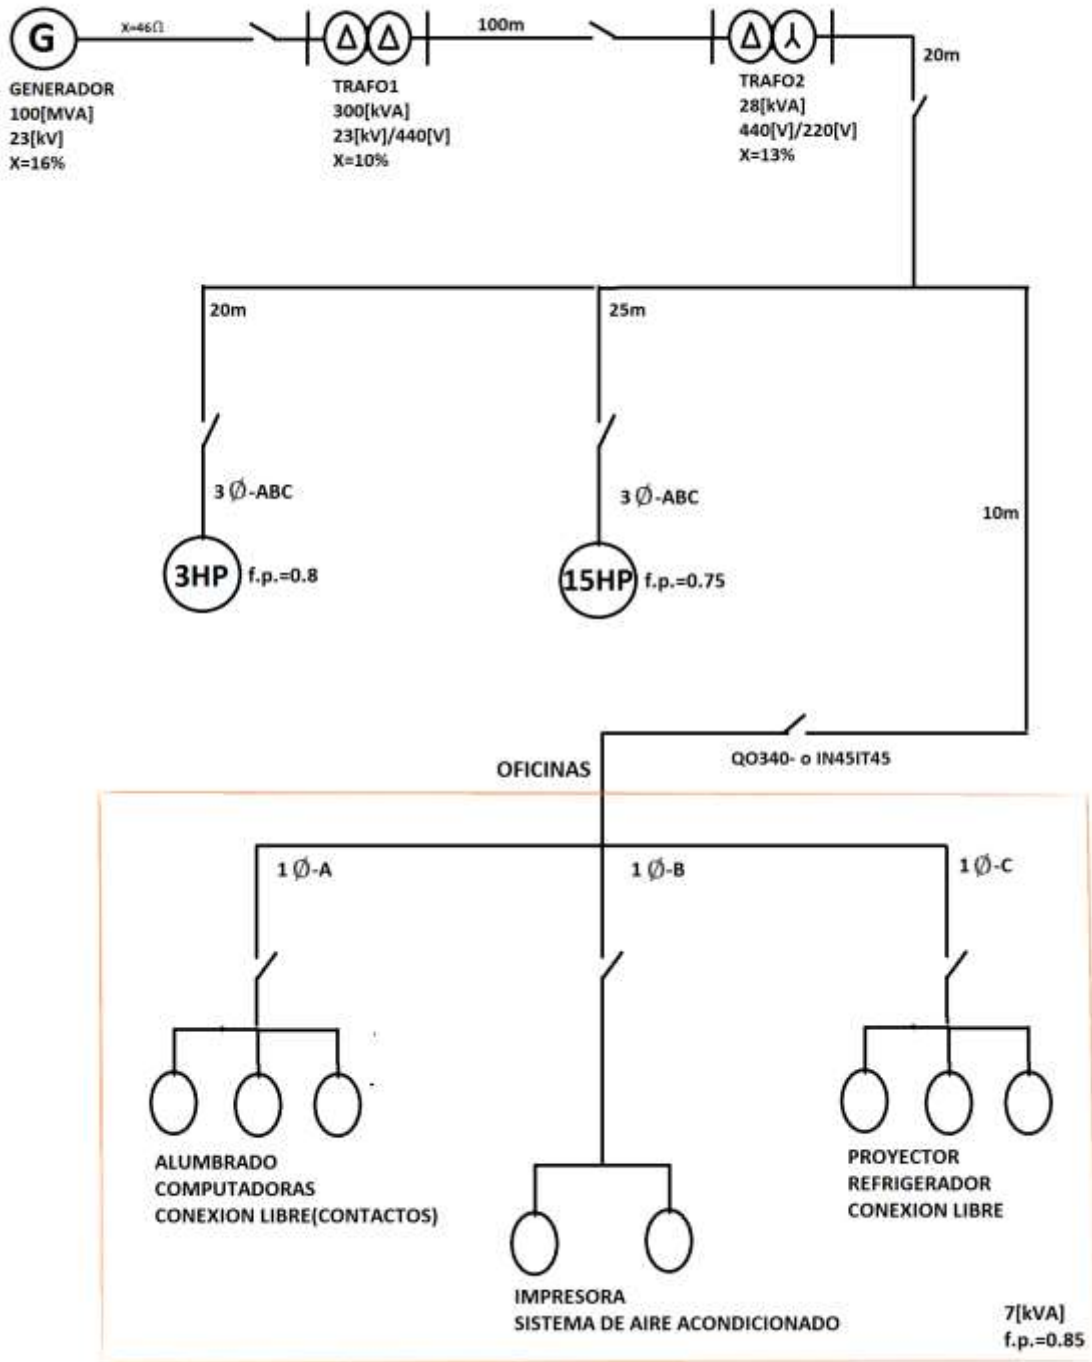 G
X=46Ω
GENERADOR
100[MVA]
23[kV]
X=16%
Δ Δ
TRAFO1
300[kVA]
23[kV]/440[V]
X=10%
100m
Δ
TRAFO2
28[kVA]
440[V]/220[V]
X=13%
20m
20m
25m
3 Ø-ABC
3 Ø-ABC
10m
3HP
f.p.=0.8
15HP
f.p.=0.75
QO340- o IN45IT45
OFICINAS
1 Ø-A
1 Ø-B
1 Ø-C
ALUMBRADO
COMPUTADORAS
CONEXION LIBRE(CONTACTOS)
PROYECTOR
REFRIGERADOR
CONEXION LIBRE
IMPRESORA
SISTEMA DE AIRE ACONDICIONADO
7[kVA]
f.p.=0.85